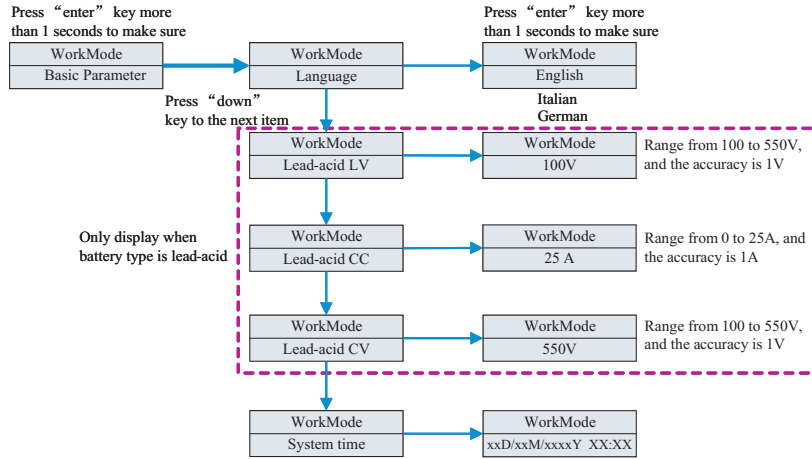 Press “enter” key more
than 1 seconds to make sure
Press “enter” key more
than 1 seconds to make sure
WorkMode
Basic Parameter
WorkMode
Language
WorkMode
English
Italian
German
Press “down”
key to the next item
WorkMode
Lead-acid LV
WorkMode
100V
Range from 100 to 550V,
and the accuracy is 1V
Only display when
battery type is lead-acid
WorkMode
Lead-acid CC
WorkMode
25 A
Range from 0 to 25A, and
the accuracy is 1A
WorkMode
Lead-acid CV
WorkMode
550V
Range from 100 to 550V,
and the accuracy is 1V
WorkMode
System time
WorkMode
xxD/xxM/xxxxY XX:XX